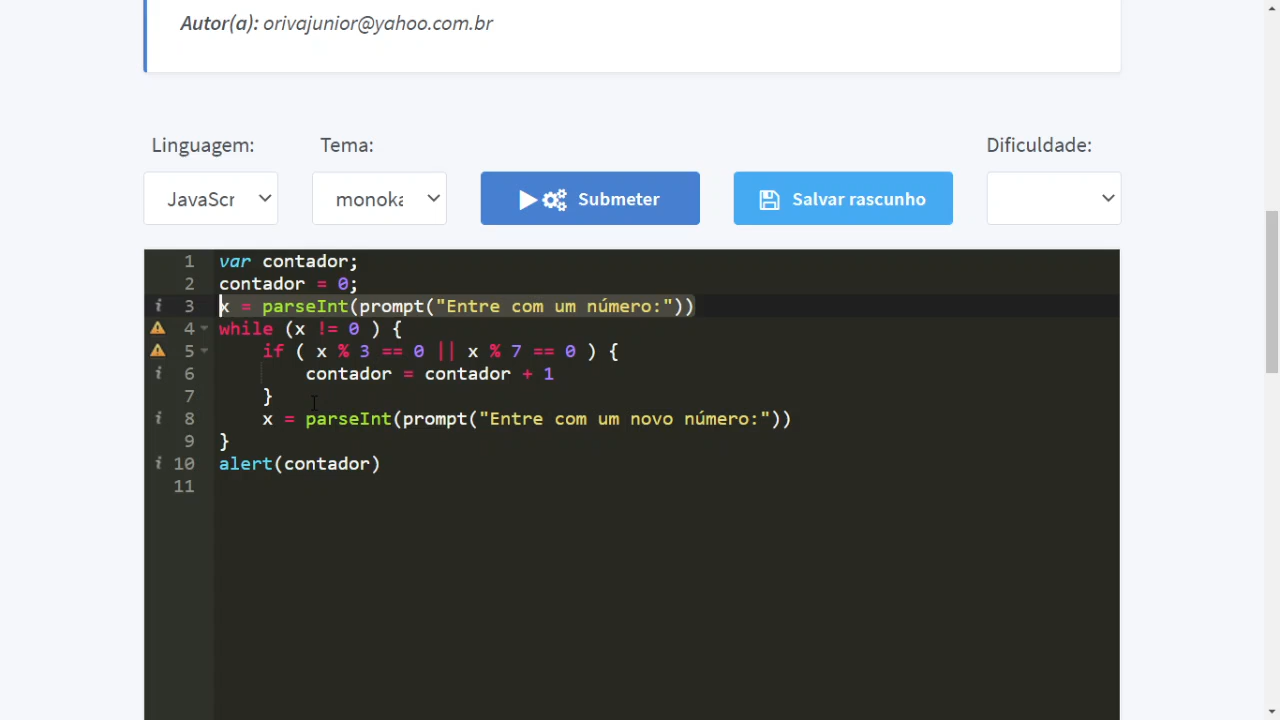 Autor(a): orivajunior@yahoo.com.br
Linguagem: Tema: Dificuldade:
JavaScr monoka Submeter Salvar rascunho
1 var contador;
2 contador = 0;
i 3 x = parseInt(prompt("Entre com um número:"))
4 while (x != 0 ) {
5 if ( x % 3 == 0 || x % 7 == 0 ) {
i 6 contador = contador + 1
7 }
i 8 x = parseInt(prompt("Entre com um novo número:"))
9 }
i 10 alert(contador)
11